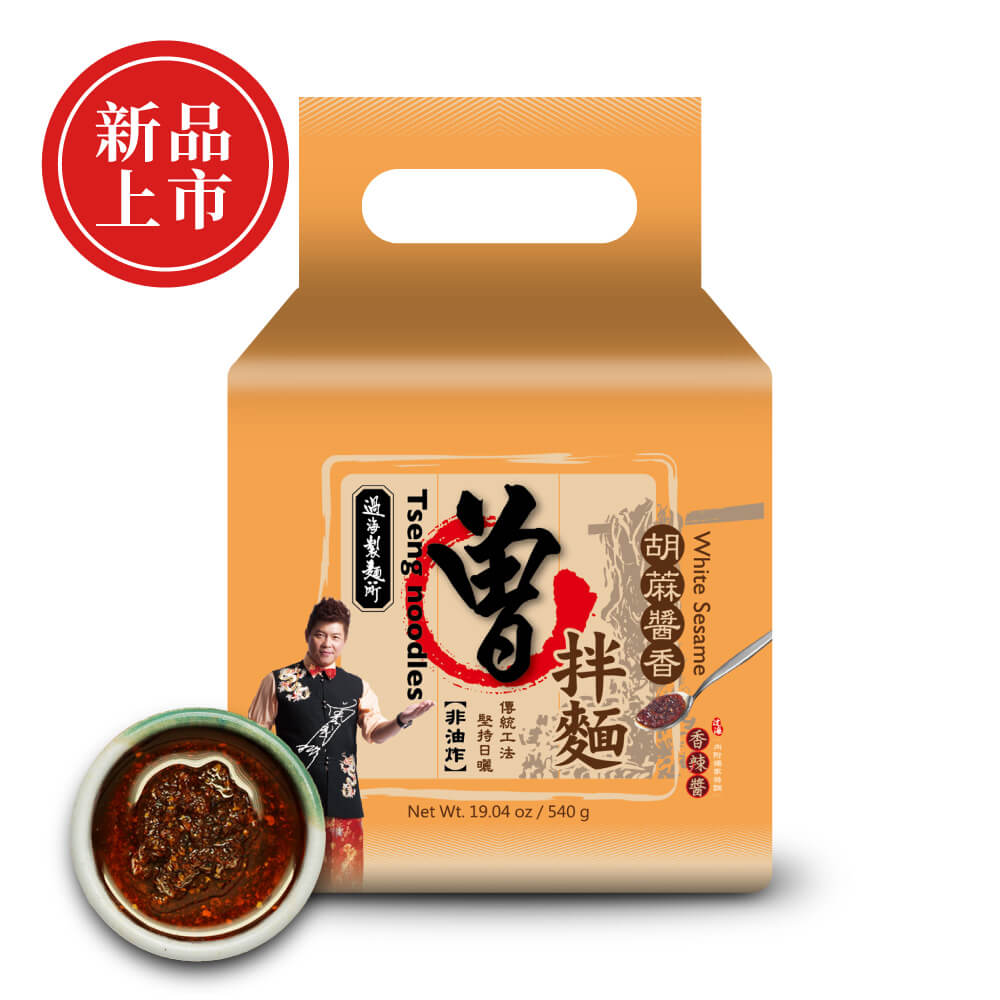 新品
上市
過海製麵所
Tseng noodles
曾
拌麵
胡蔴醬香
White Sesame
傳統工法
堅持日曬
【非油炸】
香辣醬
Net Wt. 19.04 oz / 540 g